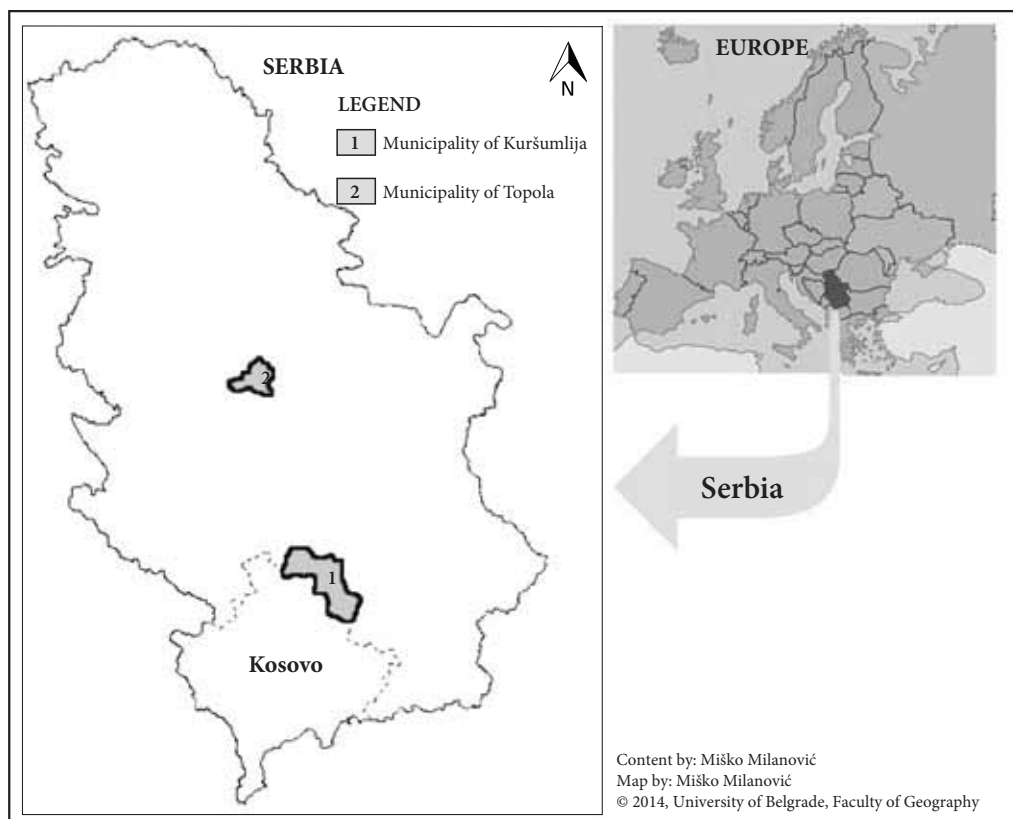 SERBIA
N
LEGEND
1 Municipality of Kuršumlija
2 Municipality of Topola
2
1
Kosovo
EUROPE
Serbia
Content by: Miško Milanović
Map by: Miško Milanović
© 2014, University of Belgrade, Faculty of Geography